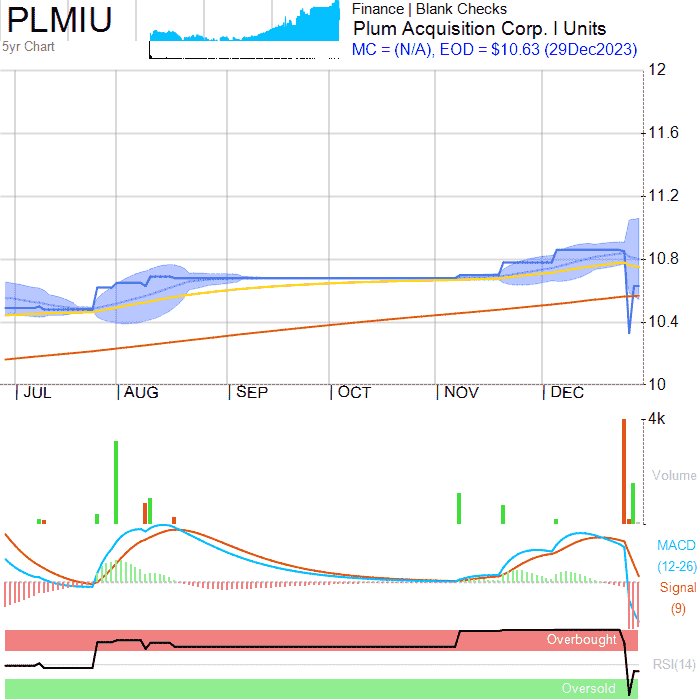 PLMIU
5yr Chart
Finance | Blank Checks
Plum Acquisition Corp. I Units
MC = (N/A), EOD = $10.63 (29Dec2023)
12
11.6
11.2
10.8
10.4
10
JUL
AUG
SEP
OCT
NOV
DEC
4k
Volume
MACD
(12-26)
Signal
(9)
Overbought
RSI(14)
Oversold